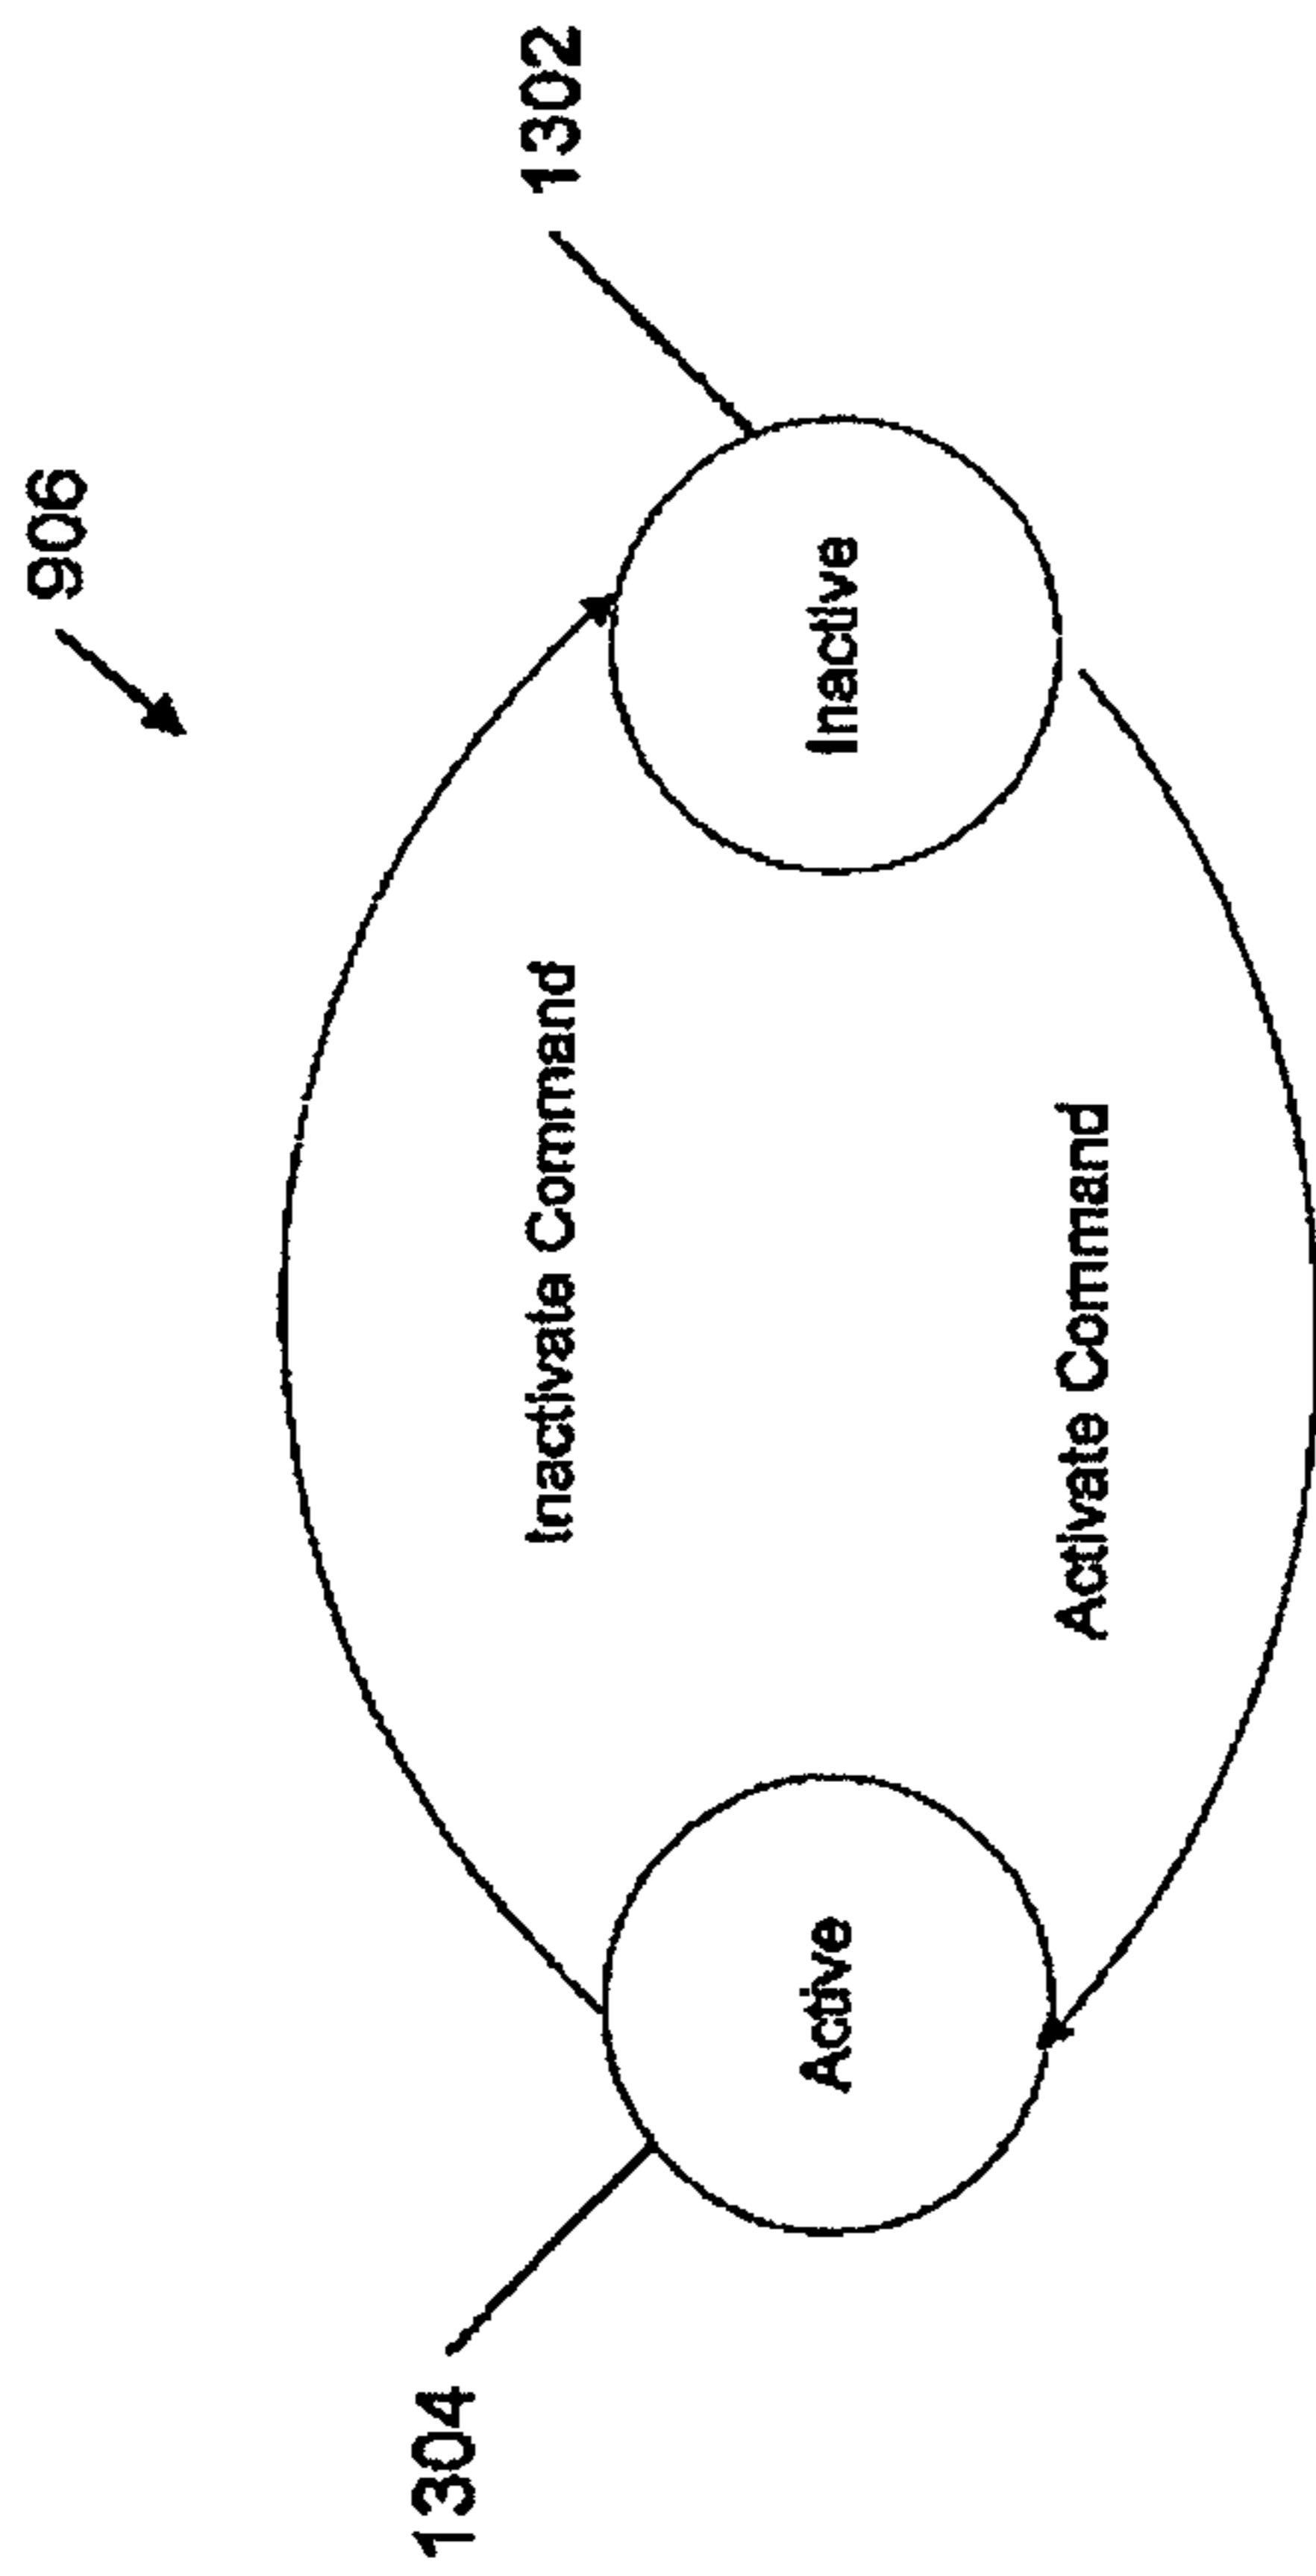 906
1302
1304
Inactivate Command
Active
Inactive
Activate Command